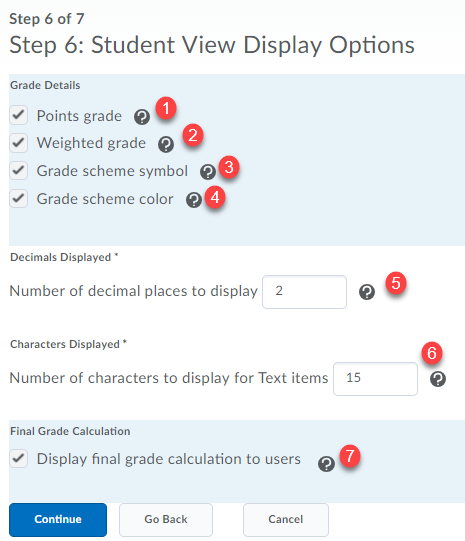 Step 6 of 7
Step 6: Student View Display Options
Grade Details
Points grade ? 1
Weighted grade ? 2
Grade scheme symbol ? 3
Grade scheme color ? 4
Decimals Displayed *
Number of decimal places to display 2 ? 5
Characters Displayed *
Number of characters to display for Text items 15 ? 6
Final Grade Calculation
Display final grade calculation to users ? 7
Continue Go Back Cancel